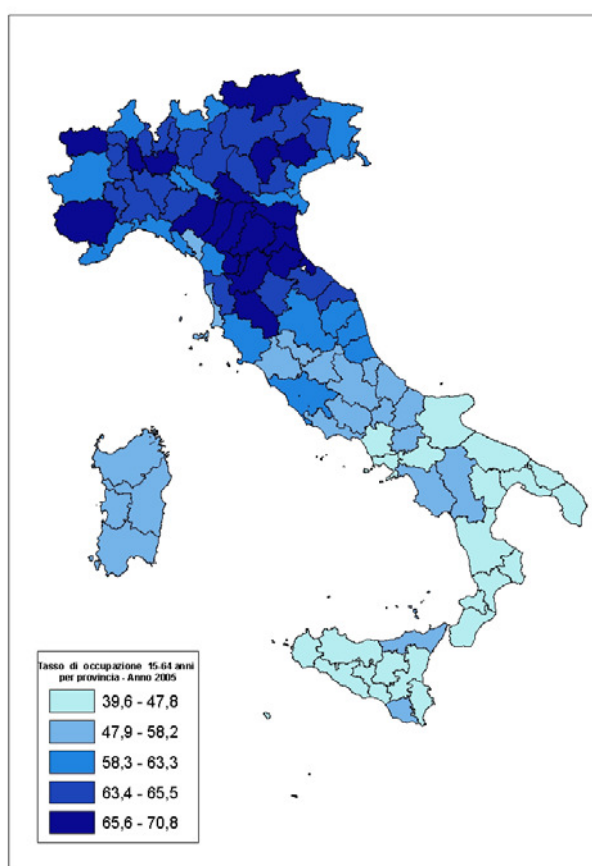 Tasso di occupazione 15-64 anni
per provincia - Anno 2005
39,6 - 47,8
47,9 - 58,2
58,3 - 63,3
63,4 - 65,5
65,6 - 70,8